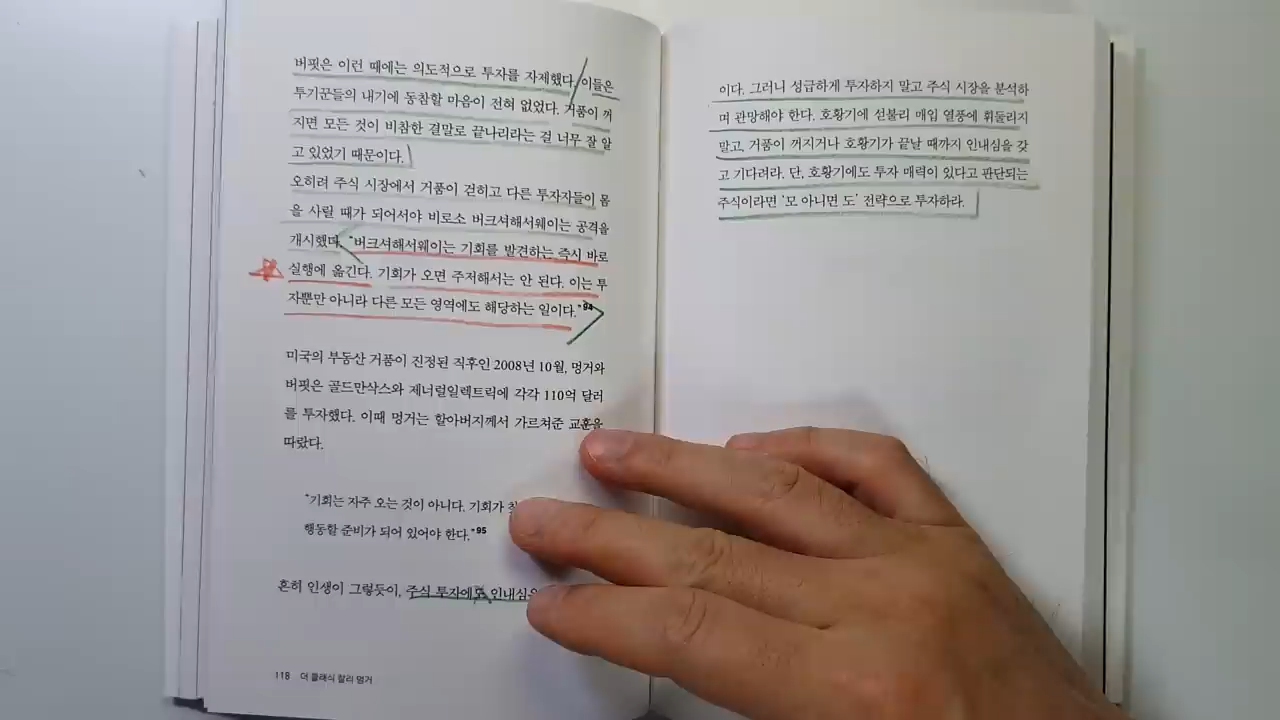 버핏은 이런 때에는 의도적으로 투자를 자제했다. 이들은
투기꾼들의 내기에 동참할 마음이 전혀 없었다. 거품이 꺼
지면 모든 것이 비참한 결말로 끝나리라는 걸 너무 잘 알
고 있었기 때문이다.
오히려 주식 시장에서 거품이 걷히고 다른 투자자들이 몸
을 사릴 때가 되어서야 비로소 버크셔해서웨이는 공격을
개시했다. "버크셔해서웨이는 기회를 발견하는 즉시 바로
실행에 옮긴다. 기회가 오면 주저해서는 안 된다. 이는 투
자뿐만 아니라 다른 모든 영역에도 해당하는 일이다."94
미국의 부동산 거품이 진정된 직후인 2008년 10월, 멍거와
버핏은 골드만삭스와 제너럴일렉트릭에 각각 110억 달러
를 투자했다. 이때 멍거는 할아버지께서 가르쳐준 교훈을
따랐다.
"기회는 자주 오는 것이 아니다. 기회가
행동할 준비가 되어 있어야 한다."95
흔히 인생이 그렇듯이, 주식 투자에도 인내심을
118 더 클래식 찰리 멍거
이다. 그러니 성급하게 투자하지 말고 주식 시장을 분석하
며 관망해야 한다. 호황기에 섣불리 매입 열풍에 휘둘리지
말고, 거품이 꺼지거나 호황기가 끝날 때까지 인내심을 갖
고 기다려라. 단, 호황기에도 투자 매력이 있다고 판단되는
주식이라면 '모 아니면 도' 전략으로 투자하라.